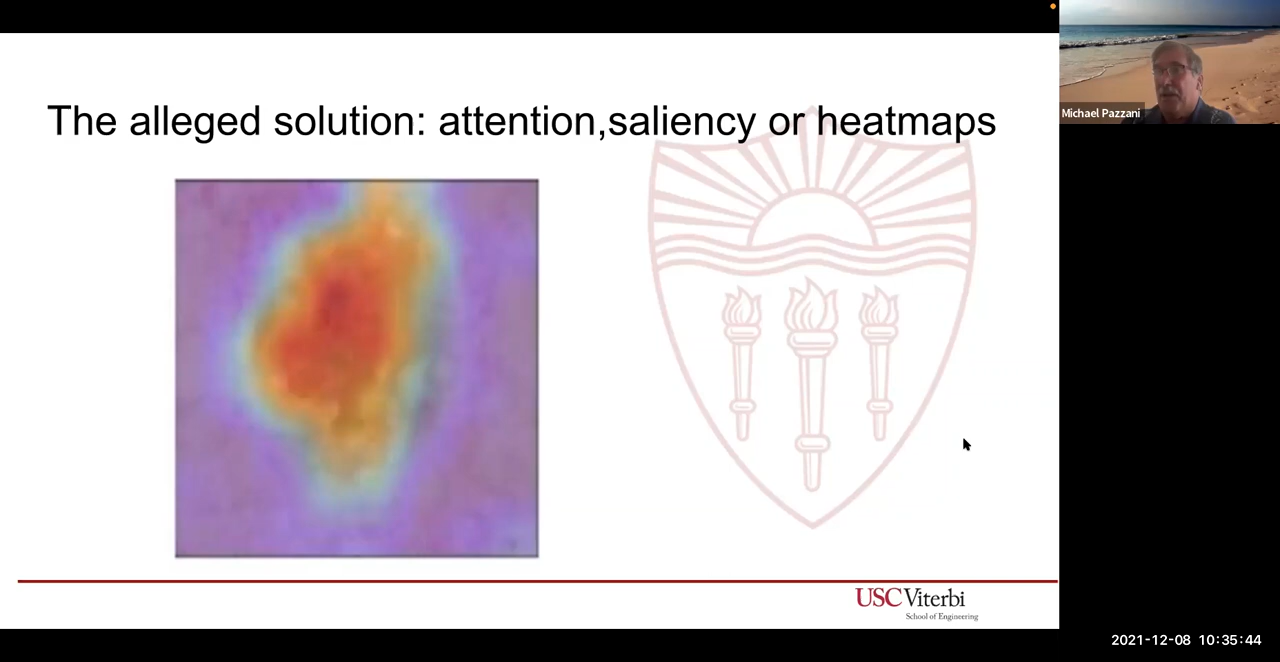 The alleged solution: attention,saliency or heatmaps
Michael Pazzani
USC Viterbi
School of Engineering
2021-12-08 10:35:44